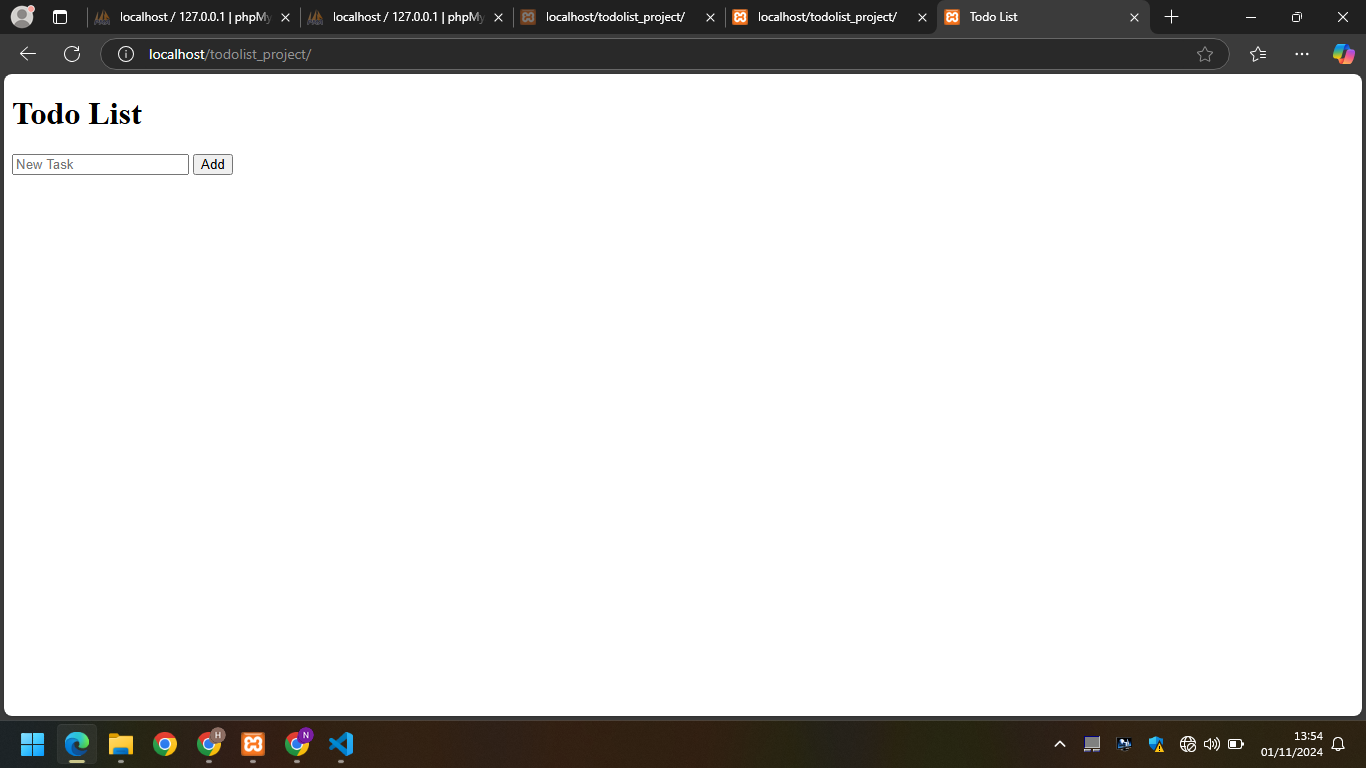 localhost / 127.0.0.1 | phpMy
localhost / 127.0.0.1 | phpMy
localhost/todolist_project/
localhost/todolist_project/
Todo List
localhost/todolist_project/
Todo List
New Task
Add
H
N
13:54
01/11/2024